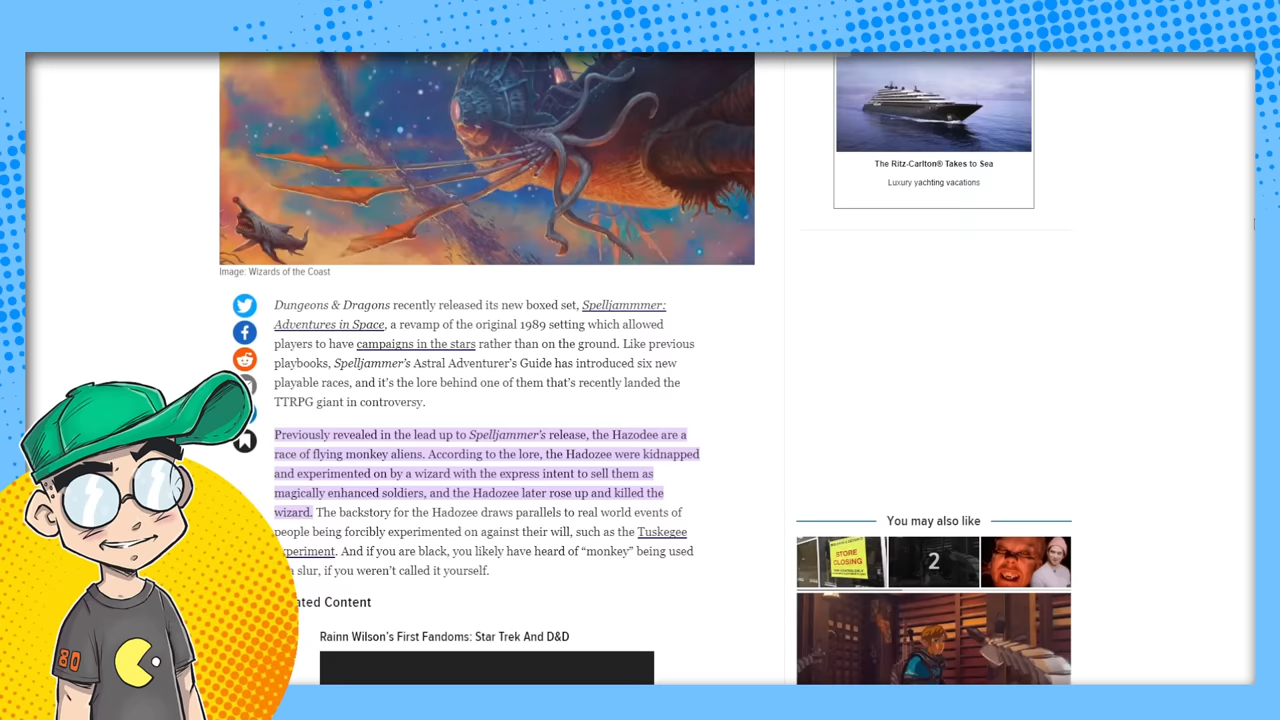 The Ritz-Carlton® Takes to Sea
Luxury yachting vacations
Image: Wizards of the Coast
Dungeons & Dragons recently released its new boxed set, Spelljammmer:
Adventures in Space, a revamp of the original 1989 setting which allowed
players to have campaigns in the stars rather than on the ground. Like previous
playbooks, Spelljammer's Astral Adventurer's Guide has introduced six new
playable races, and it's the lore behind one of them that's recently landed the
TTRPG giant in controversy.
Previously revealed in the lead up to Spelljammer's release, the Hazodee are a
race of flying monkey aliens. According to the lore, the Hadozee were kidnapped
and experimented on by a wizard with the express intent to sell them as
magically enhanced soldiers, and the Hadozee later rose up and killed the
wizard. The backstory for the Hadozee draws parallels to real world events of
people being forcibly experimented on against their will, such as the Tuskegee
xperiment. And if you are black, you likely have heard of “monkey” being used
slur, if you weren't called it yourself.
ated Content
Rainn Wilson's First Fandoms: Star Trek And D&D
You may also like
STORE
CLOSING
2
80